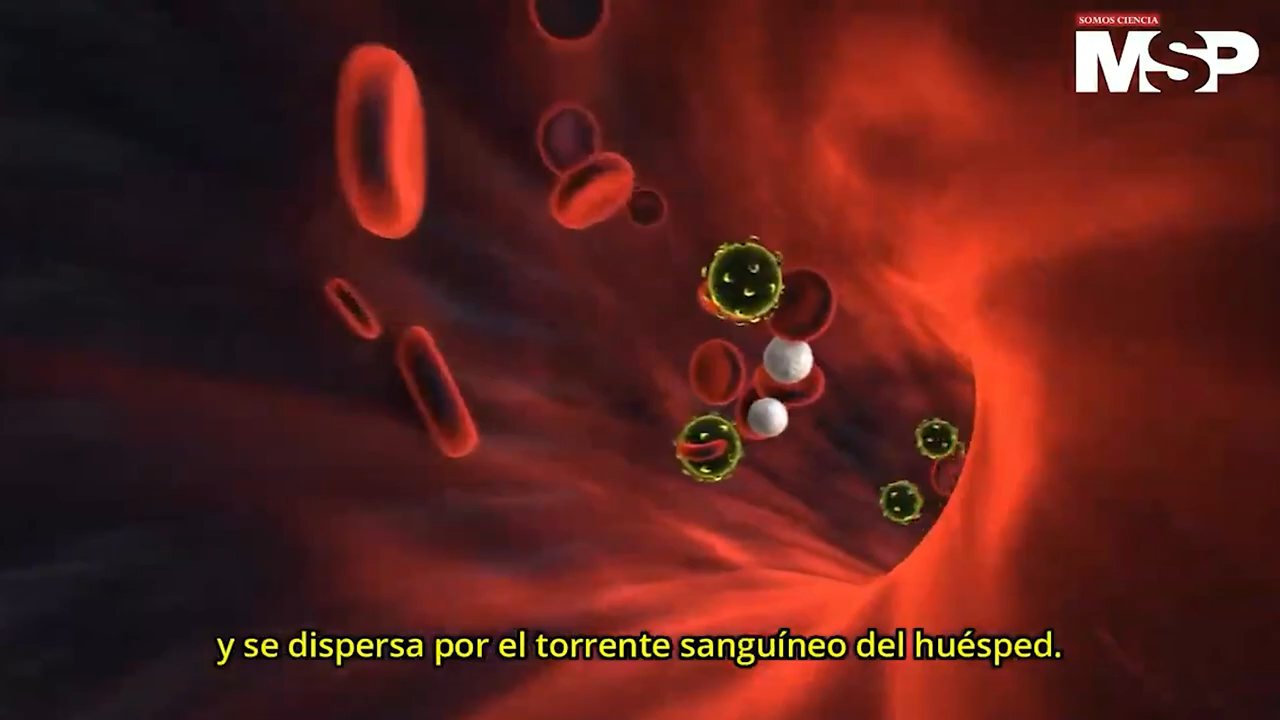 SOMOS CIENCIA
MSP
y se dispersa por el torrente sanguíneo del huésped.